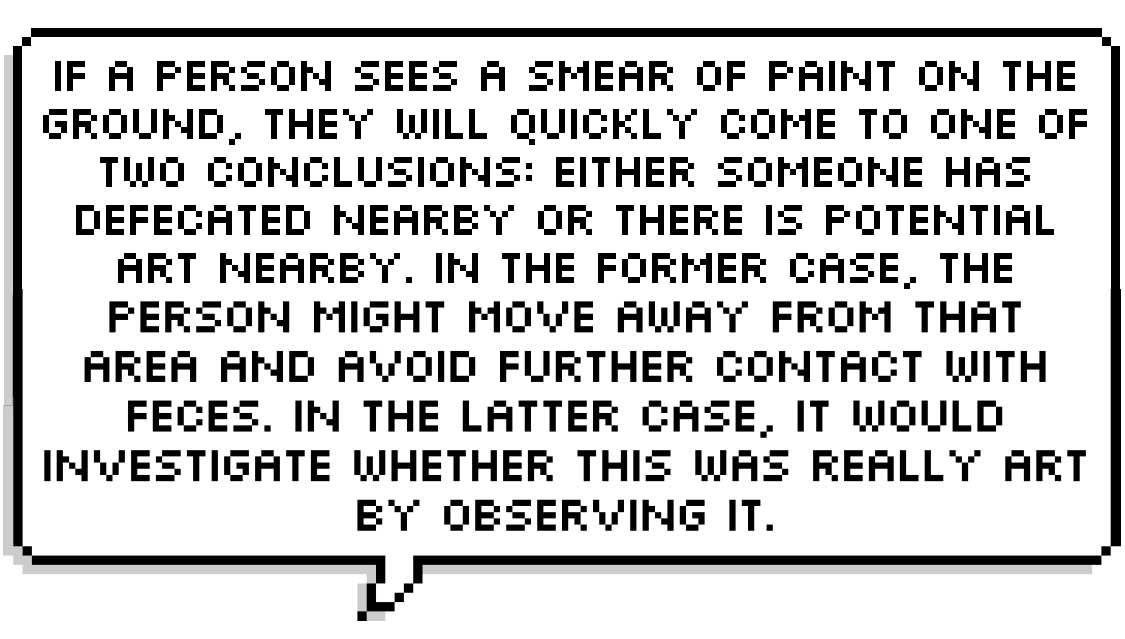 IF A PERSON SEES A SMEAR OF PAINT ON THE
GROUND, THEY WILL QUICKLY COME TO ONE OF
TWO CONCLUSIONS: EITHER SOMEONE HAS
DEFECATED NEARBY OR THERE IS POTENTIAL
ART NEARBY. IN THE FORMER CASE, THE
PERSON MIGHT MOVE AWAY FROM THAT
AREA AND AVOID FURTHER CONTACT WITH
FECES. IN THE LATTER CASE, IT WOULD
INVESTIGATE WHETHER THIS WAS REALLY ART
BY OBSERVING IT.